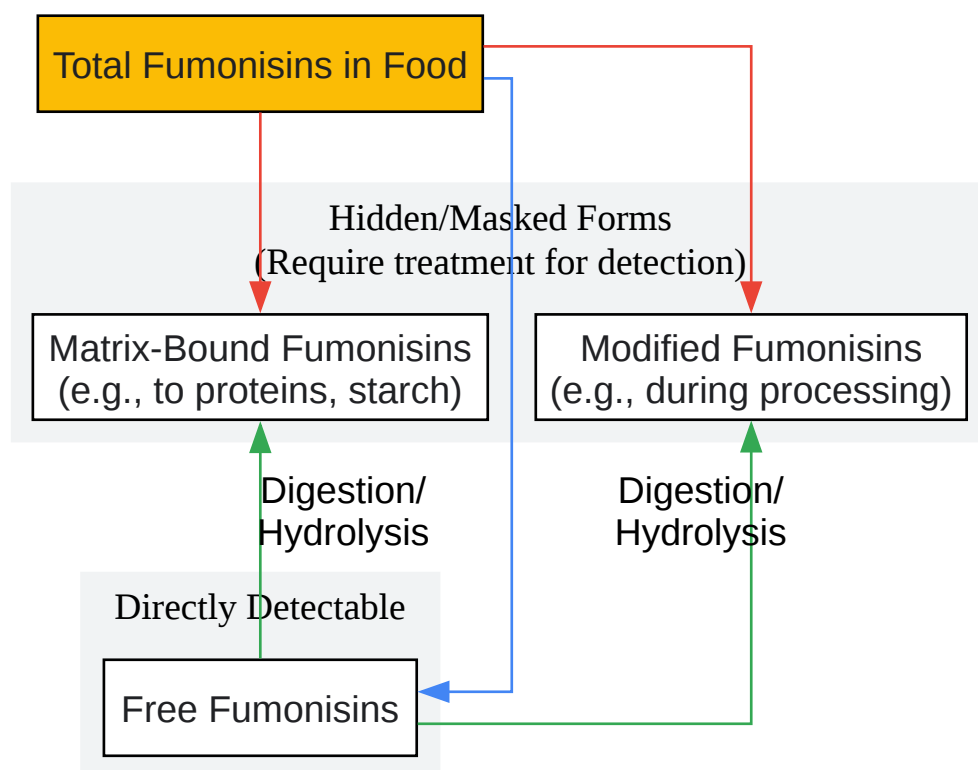 Total Fumonisins in Food
Hidden/Masked Forms
(Require treatment for detection)
Matrix-Bound Fumonisins
(e.g., to proteins, starch)
Modified Fumonisins
(e.g., during processing)
Digestion/
Hydrolysis
Digestion/
Hydrolysis
Directly Detectable
Free Fumonisins